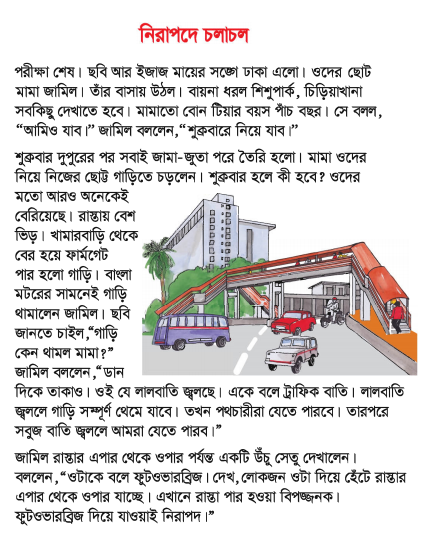 নিরাপদে চলাচল
পরীক্ষা শেষ। ছবি আর ইজাজ মায়ের সঙ্গে ঢাকা এলো। ওদের ছোট
মামা জামিল। তাঁর বাসায় উঠল। বায়না ধরল শিশুপার্ক, চিড়িয়াখানা
সবকিছু দেখাতে হবে। মামাতো বোন টিয়ার বয়স পাঁচ বছর। সে বলল,
“আমিও যাব।” জামিল বললেন,“শুক্রবারে নিয়ে যাব।”
শুক্রবার দুপুরের পর সবাই জামা-জুতা পরে তৈরি হলো। মামা ওদের
নিয়ে নিজের ছোট্ট গাড়িতে চড়লেন। শুক্রবার হলে কী হবে? ওদের
মতো আরও অনেকেই
বেরিয়েছে। রাস্তায় বেশ
ভিড়। খামারবাড়ি থেকে
বের হয়ে ফার্মগেট
পার হলো গাড়ি। বাংলা
মটরের সামনেই গাড়ি
থামালেন জামিল। ছবি
জানতে চাইল,“গাড়ি
কেন থামল মামা?”
জামিল বললেন,“ডান
দিকে তাকাও। ওই যে লালবাতি জ্বলছে। একে বলে ট্রাফিক বাতি। লালবাতি
জ্বললে গাড়ি সম্পূর্ণ থেমে যাবে। তখন পথচারীরা যেতে পারবে। তারপরে
সবুজ বাতি জ্বললে আমরা যেতে পারব।”
জামিল রাস্তার এপার থেকে ওপার পর্যন্ত একটি উঁচু সেতু দেখালেন।
বললেন,“ওটাকে বলে ফুটওভারব্রিজ। দেখ,লোকজন ওটা দিয়ে হেঁটে রাস্তার
এপার থেকে ওপার যাচ্ছে। এখানে রাস্তা পার হওয়া বিপজ্জনক।
ফুটওভারব্রিজ দিয়ে যাওয়াই নিরাপদ।”